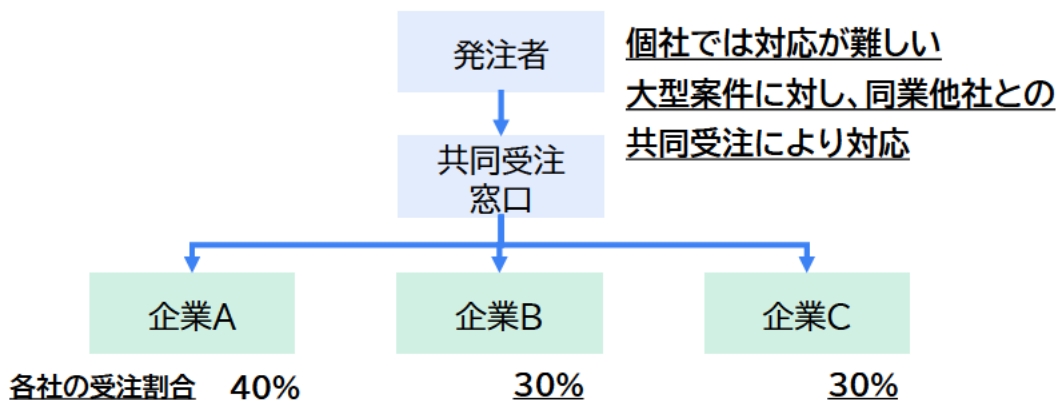 発注者
個社では対応が難しい
大型案件に対し、同業他社との
共同受注により対応
共同受注
窓口
企業A
企業B
企業C
各社の受注割合 40% 30% 30%